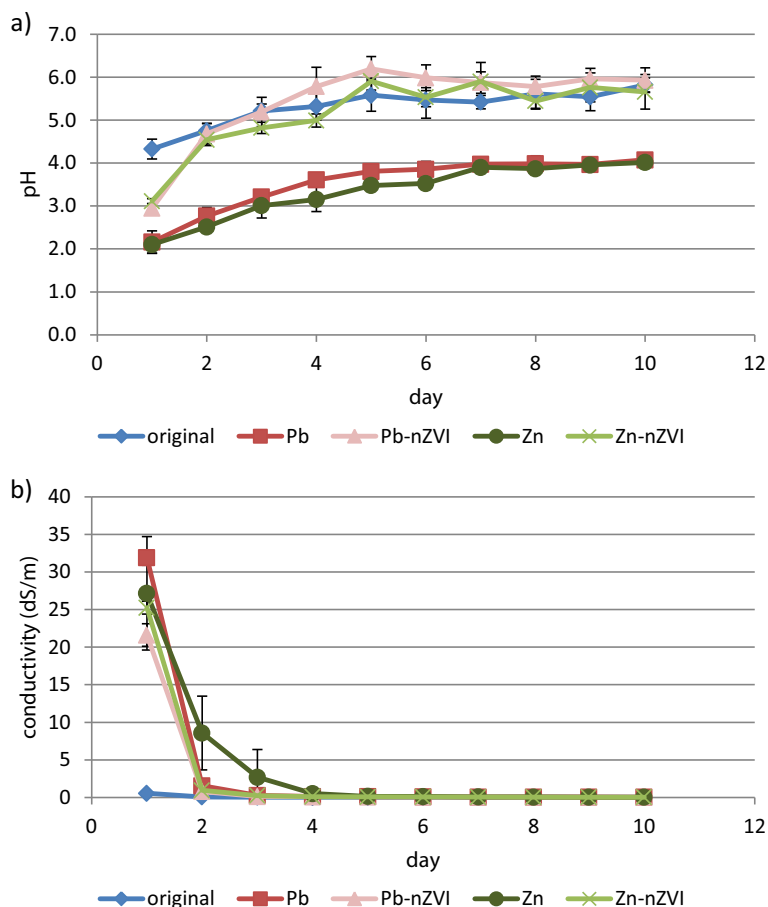 a)
7.0
6.0
5.0
4.0
3.0
2.0
1.0
0.0
pH
0 2 4 6 8 10 12
day
original Pb Pb-nZVI Zn Zn-nZVI
b)
40
35
30
25
20
15
10
5
0
conductivity (dS/m)
0 2 4 6 8 10 12
day
original Pb Pb-nZVI Zn Zn-nZVI